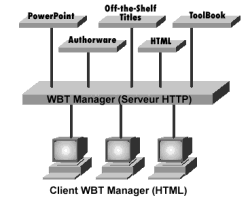 PowerPoint
Off-the-Shelf
Titles
ToolBook
Authorware
HTML
WBT Manager (Serveur HTTP)
Client WBT Manager (HTML)